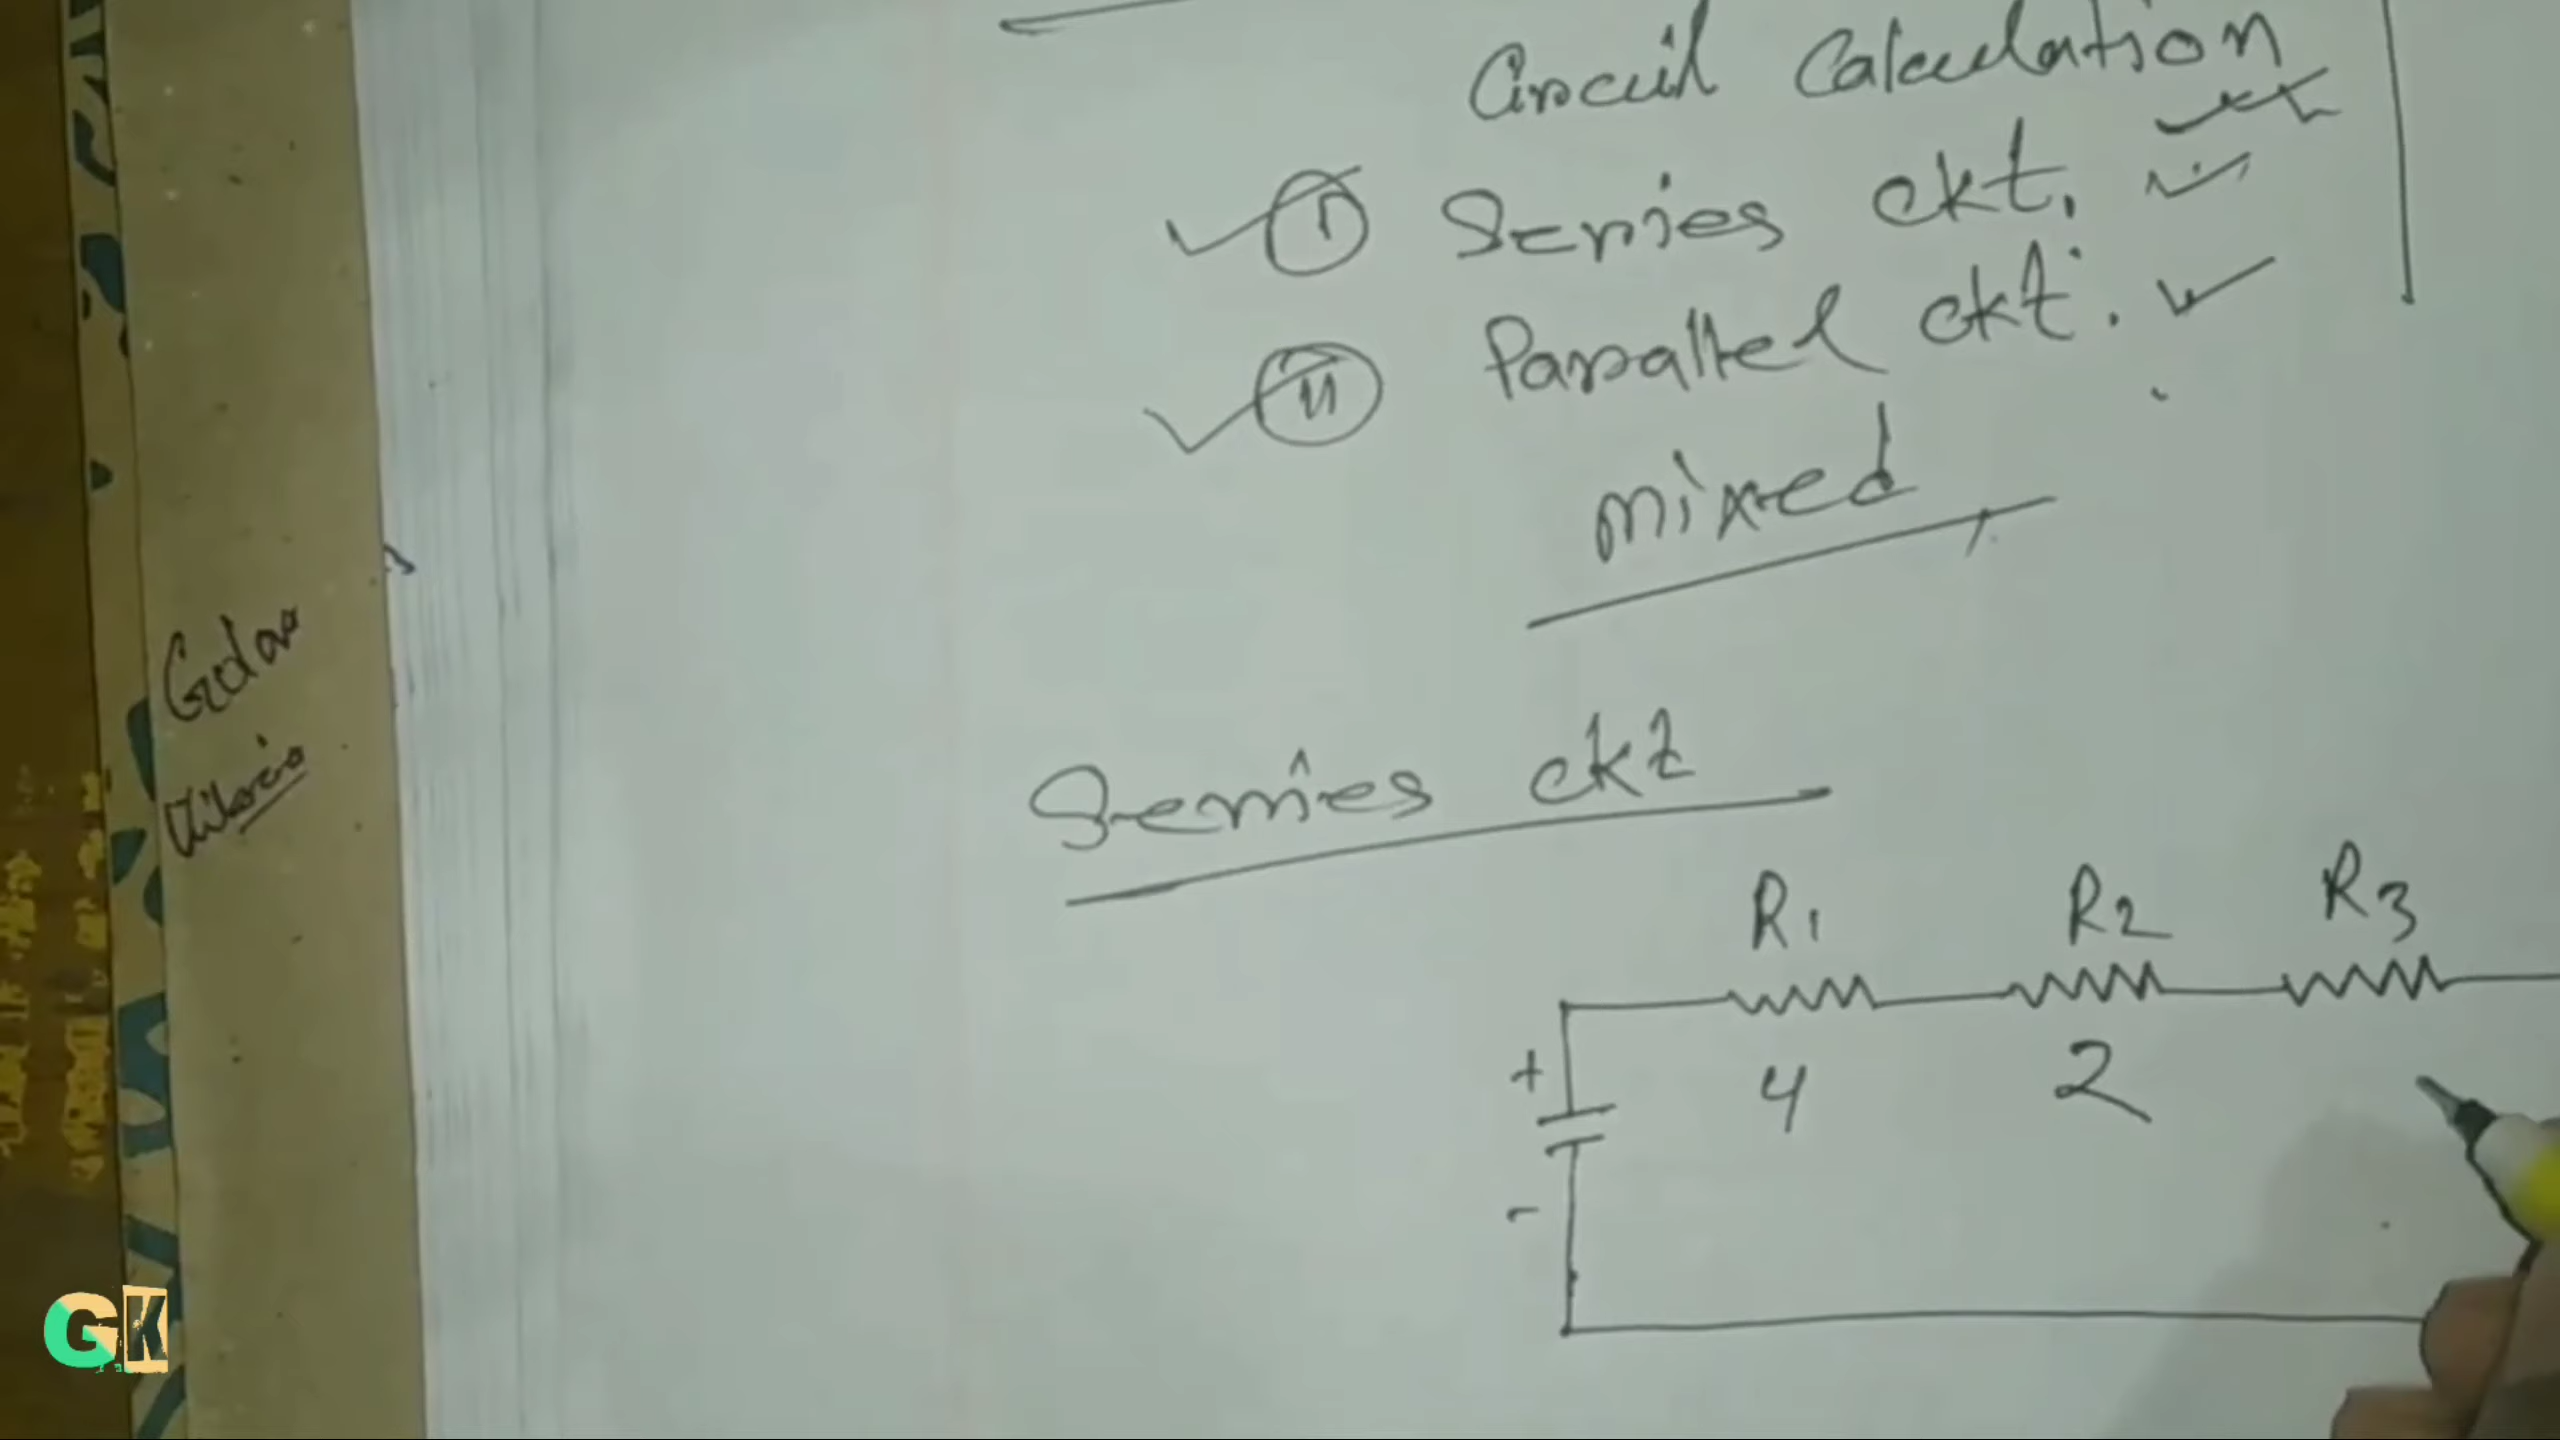 Circuit Calculation
I Series ckt.
II Parallel ckt.
mixed
Series ckt
R1 R2 R3
+ 4 2
-
GK